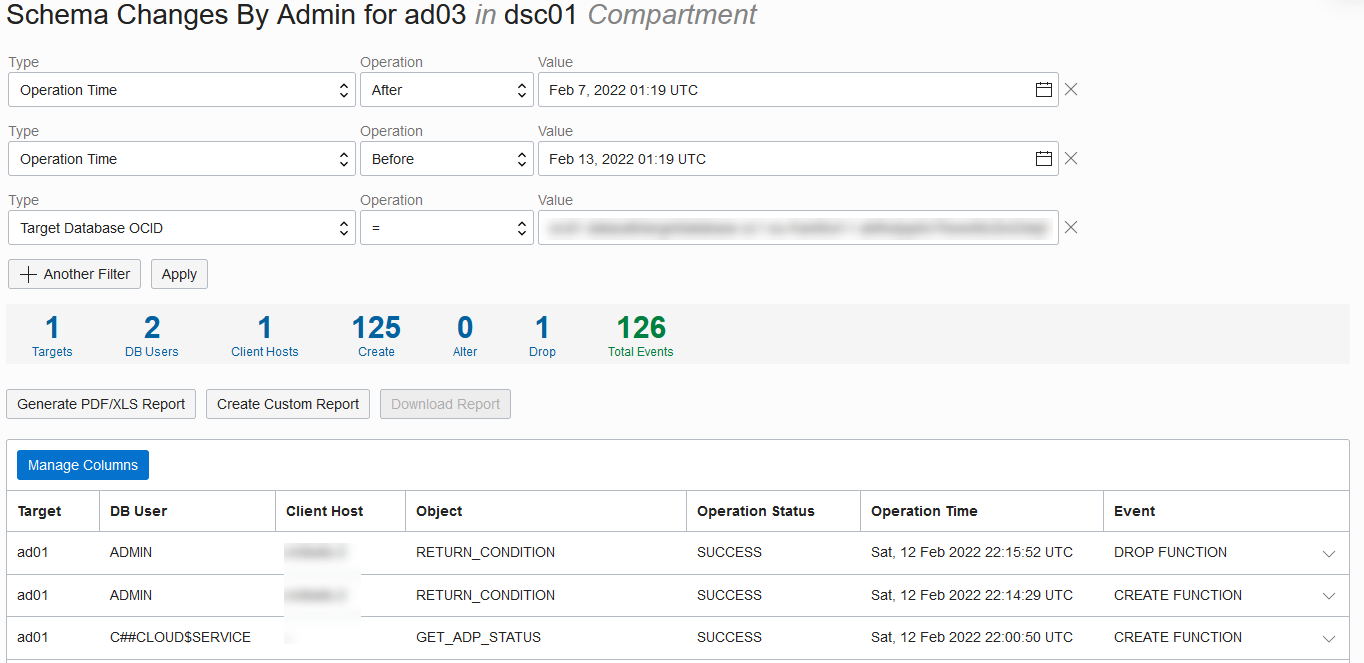 Schema Changes By Admin for ad03 in dsc01 Compartment
Type Operation Value
Operation Time After Feb 7, 2022 01:19 UTC
Type Operation Value
Operation Time Before Feb 13, 2022 01:19 UTC
Type Operation Value
Target Database OCID =
Another Filter Apply
1 2 1 125 0 1 126
Targets DB Users Client Hosts Create Alter Drop Total Events
Generate PDF/XLS Report Create Custom Report Download Report
Manage Columns
Target DB User Client Host Object Operation Status Operation Time Event
ad01 ADMIN RETURN_CONDITION SUCCESS Sat, 12 Feb 2022 22:15:52 UTC DROP FUNCTION
ad01 ADMIN RETURN_CONDITION SUCCESS Sat, 12 Feb 2022 22:14:29 UTC CREATE FUNCTION
ad01 C##CLOUD$SERVICE GET_ADP_STATUS SUCCESS Sat, 12 Feb 2022 22:00:50 UTC CREATE FUNCTION